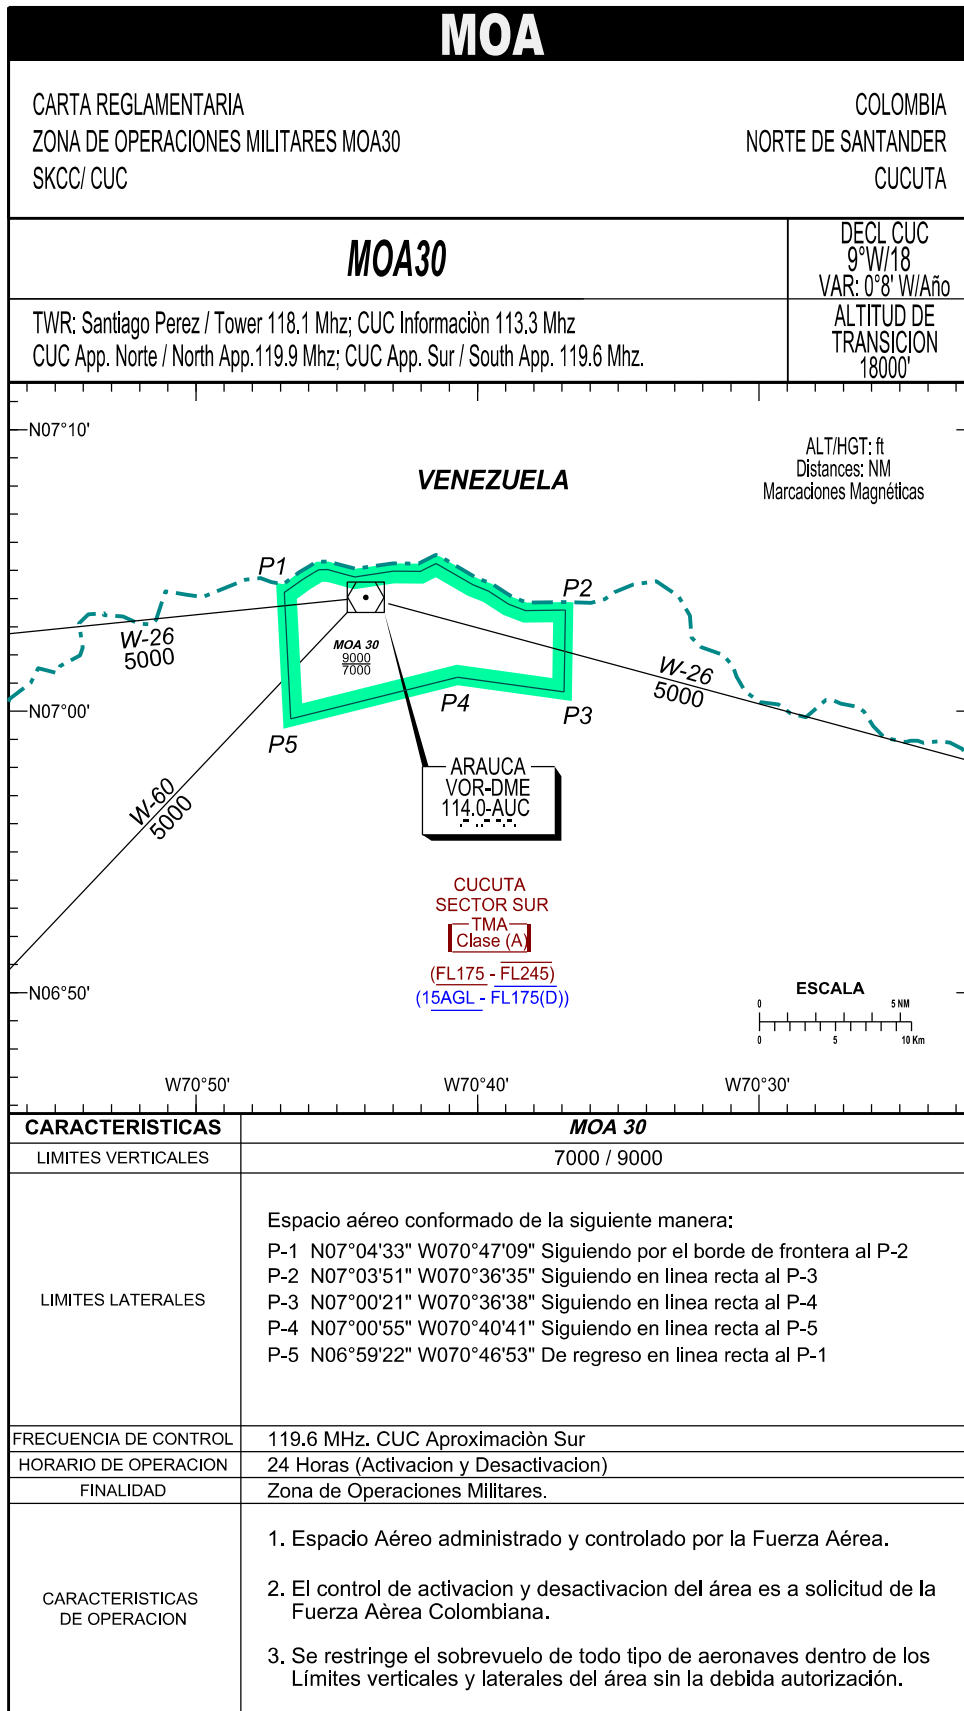 MOA
CARTA REGLAMENTARIA
ZONA DE OPERACIONES MILITARES MOA30
SKCC/ CUC
COLOMBIA
NORTE DE SANTANDER
CUCUTA
MOA30
DECL CUC
9°W/18
VAR: 0°8' W/Año
TWR: Santiago Perez / Tower 118.1 Mhz; CUC Informaciòn 113.3 Mhz
CUC App. Norte / North App.119.9 Mhz; CUC App. Sur / South App. 119.6 Mhz.
ALTITUD DE
TRANSICION
18000'
N07°10'
VENEZUELA
ALT/HGT: ft
Distances: NM
Marcaciones Magnéticas
P1
P2
W-26
5000
MOA 30
9000
7000
W-26
5000
N07°00'
P4
P3
P5
W-60
5000
ARAUCA
VOR-DME
114.0-AUC
CUCUTA
SECTOR SUR
TMA
Clase (A)
(FL175 - FL245)
(15AGL - FL175(D))
N06°50'
ESCALA
0 5 NM
0 5 10 Km
W70°50'
W70°40'
W70°30'
CARACTERISTICAS
MOA 30
LIMITES VERTICALES
7000 / 9000
LIMITES LATERALES
Espacio aéreo conformado de la siguiente manera:
P-1 N07°04'33" W070°47'09" Siguiendo por el borde de frontera al P-2
P-2 N07°03'51" W070°36'35" Siguiendo en linea recta al P-3
P-3 N07°00'21" W070°36'38" Siguiendo en linea recta al P-4
P-4 N07°00'55" W070°40'41" Siguiendo en linea recta al P-5
P-5 N06°59'22" W070°46'53" De regreso en linea recta al P-1
FRECUENCIA DE CONTROL
119.6 MHz. CUC Aproximaciòn Sur
HORARIO DE OPERACION
24 Horas (Activacion y Desactivacion)
FINALIDAD
Zona de Operaciones Militares.
CARACTERISTICAS
DE OPERACION
1. Espacio Aéreo administrado y controlado por la Fuerza Aérea.
2. El control de activacion y desactivacion del área es a solicitud de la
Fuerza Aèrea Colombiana.
3. Se restringe el sobrevuelo de todo tipo de aeronaves dentro de los
Límites verticales y laterales del área sin la debida autorización.